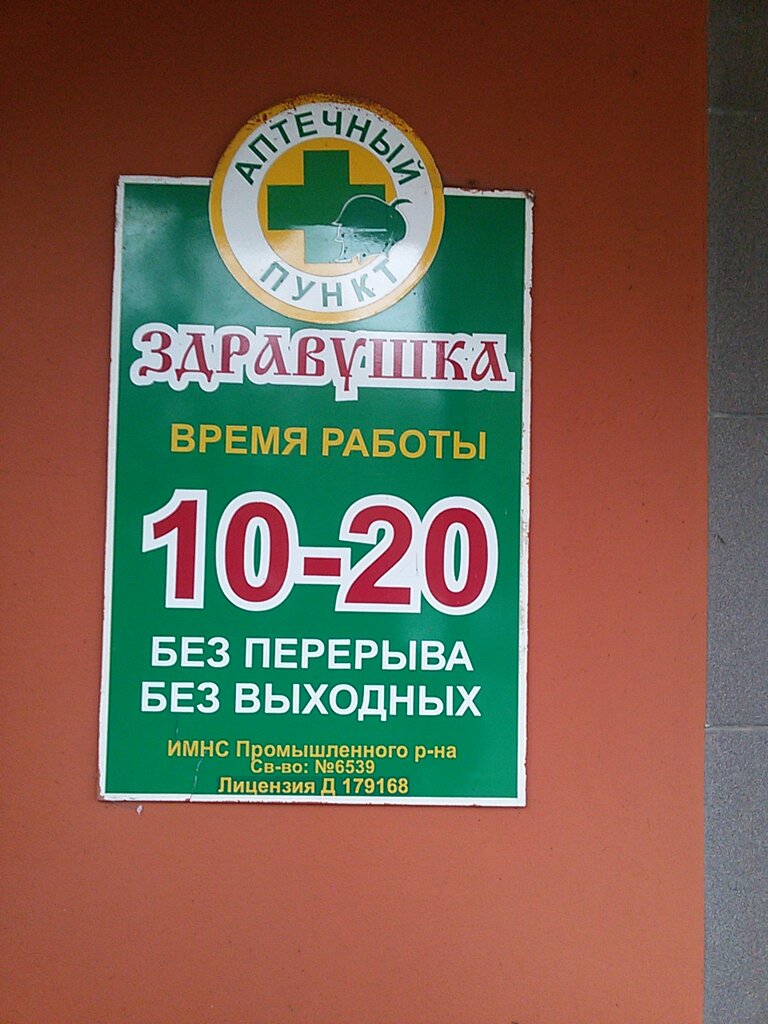 АПТЕЧНЫЙ
ПУНКТ
ЗДРАВУШКА
ВРЕМЯ РАБОТЫ
10-20
БЕЗ ПЕРЕРЫВА
БЕЗ ВЫХОДНЫХ
ИМНС Промышленного р-на
Св-во: №6539
Лицензия Д 179168